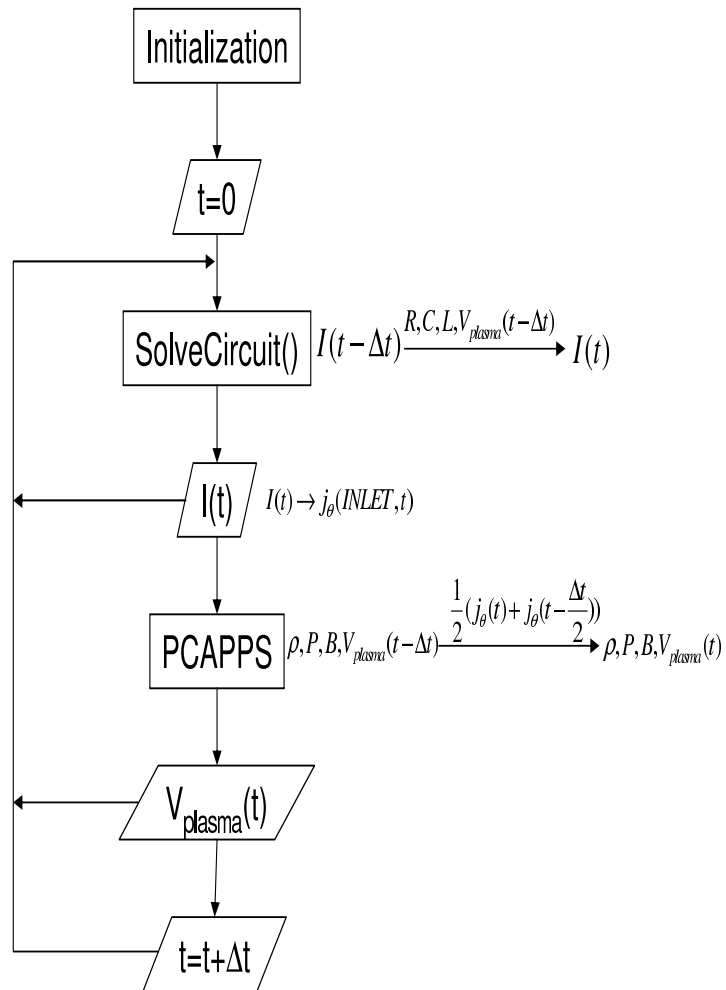 Initialization
t=0
R,C,L,V_plasma(t−Δt)
SolveCircuit() I(t−Δt) I(t)
I(t) I(t)→j_θ(INLET,t)
½(j_θ(t)+j_θ(t−Δt/2))
PCAPPS ρ,P,B,V_plasma(t−Δt) ρ,P,B,V_plasma(t)
V_plasma(t)
t=t+Δt